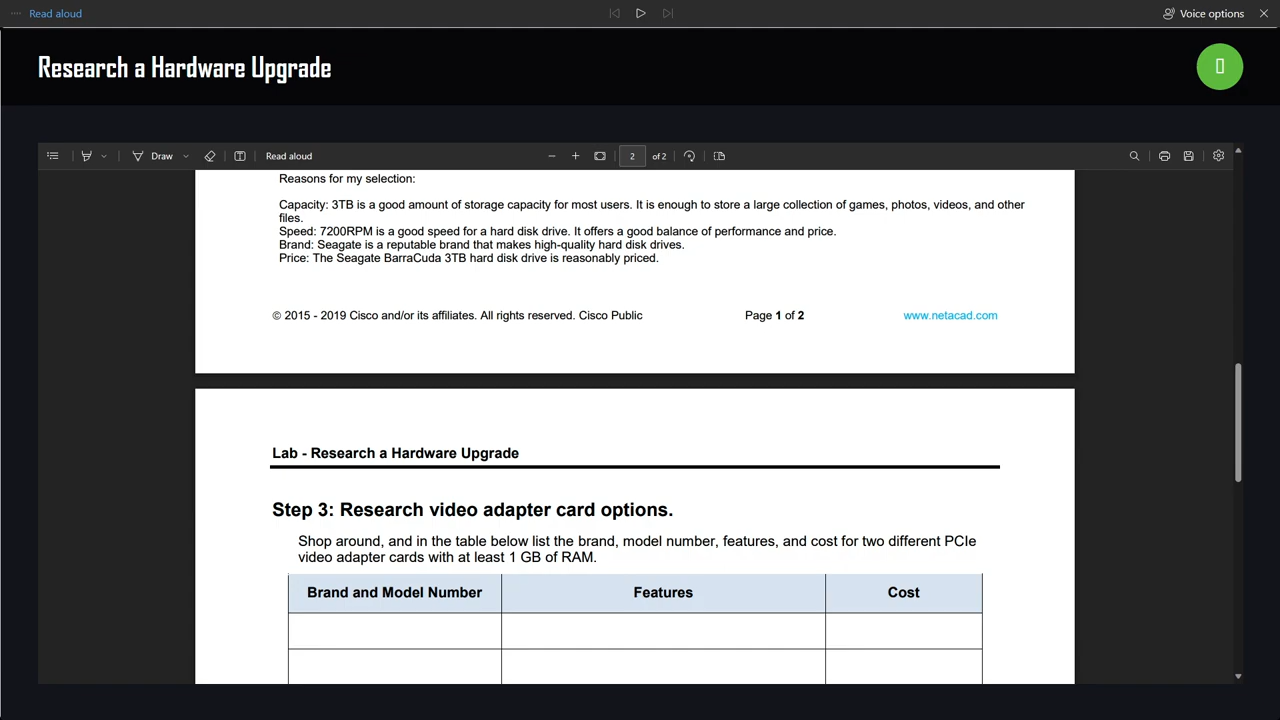 Read aloud
Voice options
Research a Hardware Upgrade
Draw
Read aloud
2
of 2
Reasons for my selection:
Capacity: 3TB is a good amount of storage capacity for most users. It is enough to store a large collection of games, photos, videos, and other
files.
Speed: 7200RPM is a good speed for a hard disk drive. It offers a good balance of performance and price.
Brand: Seagate is a reputable brand that makes high-quality hard disk drives.
Price: The Seagate BarraCuda 3TB hard disk drive is reasonably priced.
© 2015 - 2019 Cisco and/or its affiliates. All rights reserved. Cisco Public
Page 1 of 2
www.netacad.com
Lab - Research a Hardware Upgrade
Step 3: Research video adapter card options.
Shop around, and in the table below list the brand, model number, features, and cost for two different PCIe
video adapter cards with at least 1 GB of RAM.
Brand and Model Number
Features
Cost